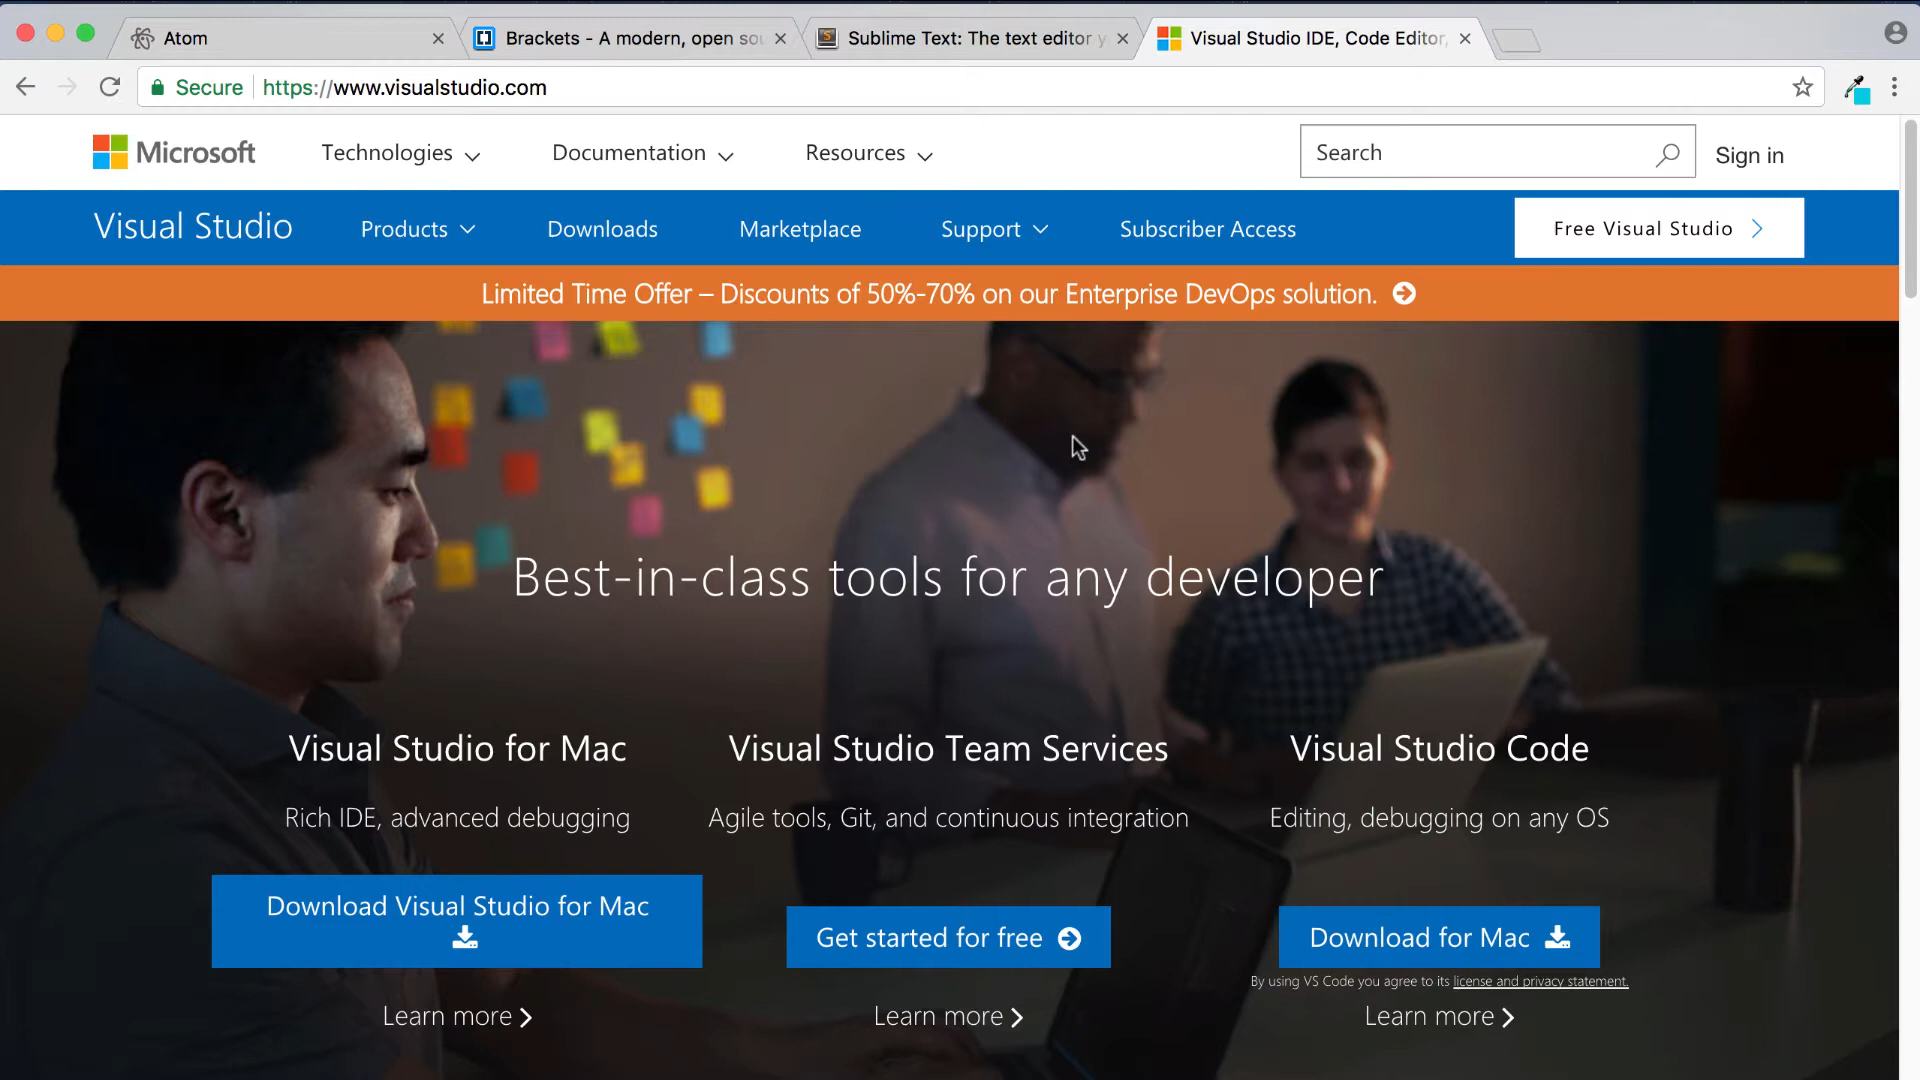 Atom
Brackets - A modern, open sou
Sublime Text: The text editor y
Visual Studio IDE, Code Editor,
Secure https://www.visualstudio.com
Microsoft
Technologies
Documentation
Resources
Search
Sign in
Visual Studio
Products
Downloads
Marketplace
Support
Subscriber Access
Free Visual Studio
Limited Time Offer – Discounts of 50%-70% on our Enterprise DevOps solution.
Best-in-class tools for any developer
Visual Studio for Mac
Rich IDE, advanced debugging
Download Visual Studio for Mac
Learn more
Visual Studio Team Services
Agile tools, Git, and continuous integration
Get started for free
Learn more
Visual Studio Code
Editing, debugging on any OS
Download for Mac
By using VS Code you agree to its license and privacy statement.
Learn more